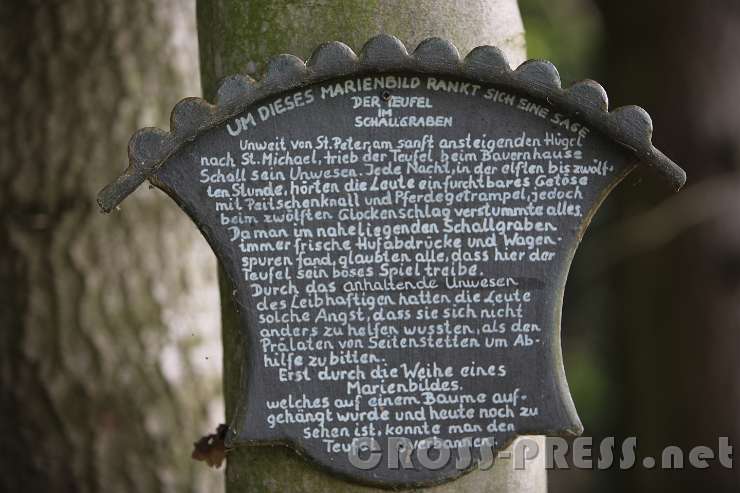 UM DIESES MARIENBILD RANKT SICH EINE SAGE
DER TEUFEL
IM
SCHALLGRABEN
Unweit von St. Peter, am sanft ansteigenden Hügel
nach St. Michael, trieb der Teufel beim Bauernhause
Schall sein Unwesen. Jede Nacht, in der elften bis zwölf-
ten Stunde, hörten die Leute ein furchtbares Getöse
mit Peitschenknall und Pferdegetrampel, jedoch
beim zwölften Glockenschlag verstummte alles.
Da man im naheliegenden Schallgraben
immer frische Hufabdrücke und Wagen-
spuren fand, glaubten alle, dass hier der
Teufel sein böses Spiel treibe.
Durch das anhaltende Unwesen
des Leibhaftigen hatten die Leute
solche Angst, dass sie sich nicht
anders zu helfen wussten, als den
Prälaten von Seitenstetten um Ab-
hilfe zu bitten.
Erst durch die Weihe eines
Marienbildes.
welches auf einem Baume auf-
gehängt wurde und heute noch zu
sehen ist, konnte man den
Teufel verbannen.
CROSS-PRESS.net